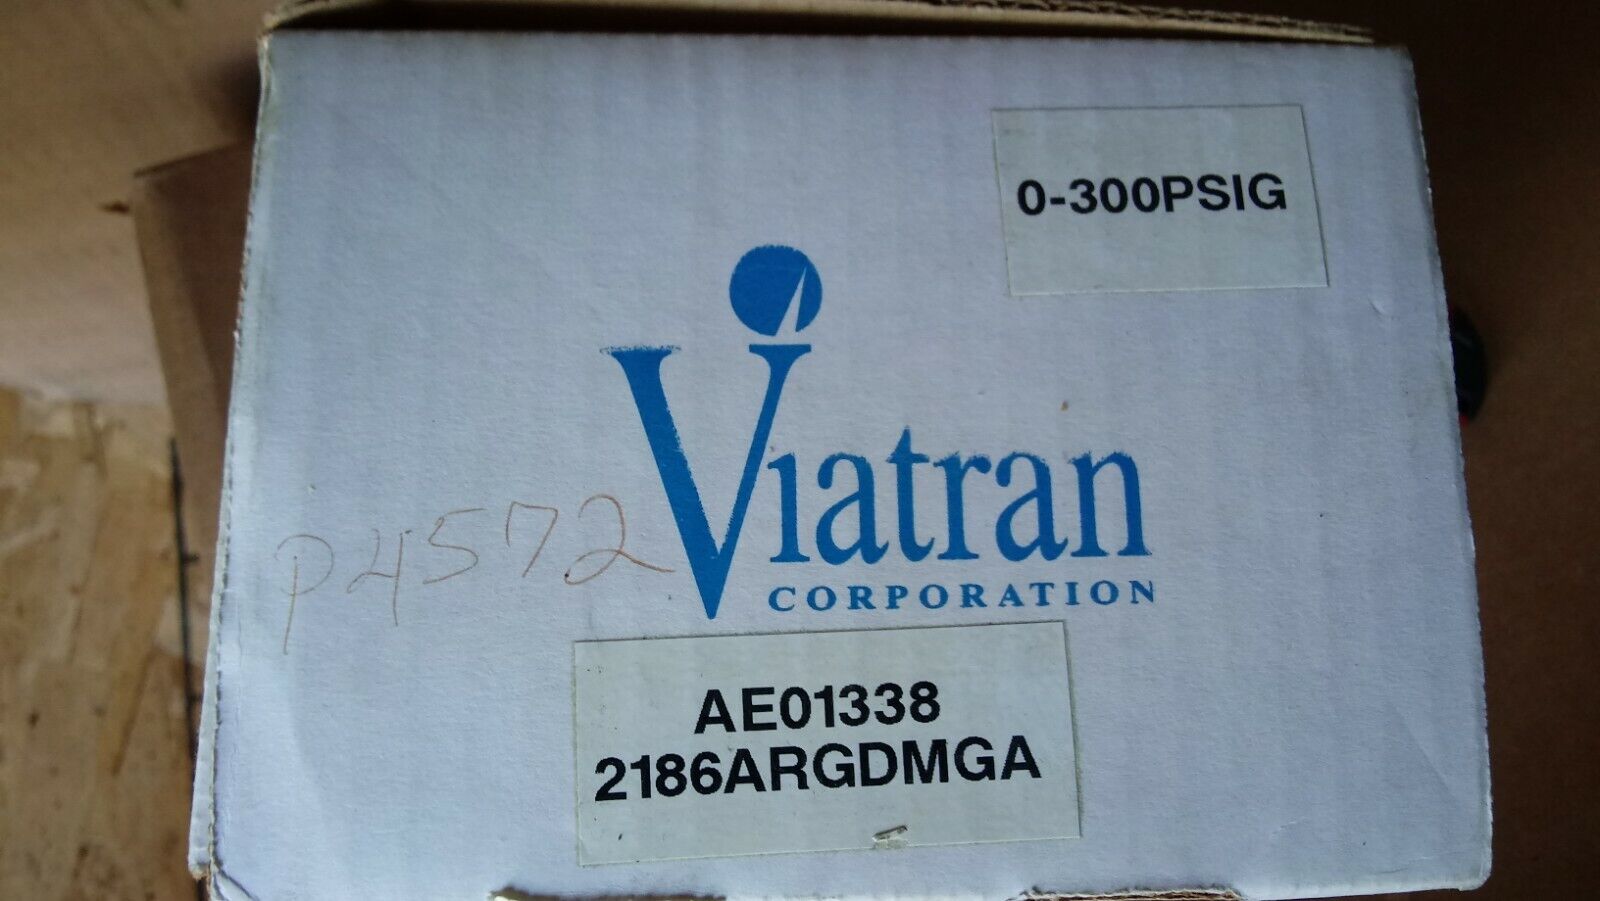 0-300PSIG
Viatran
CORPORATION
P4572
AE01338
2186ARGDMGA